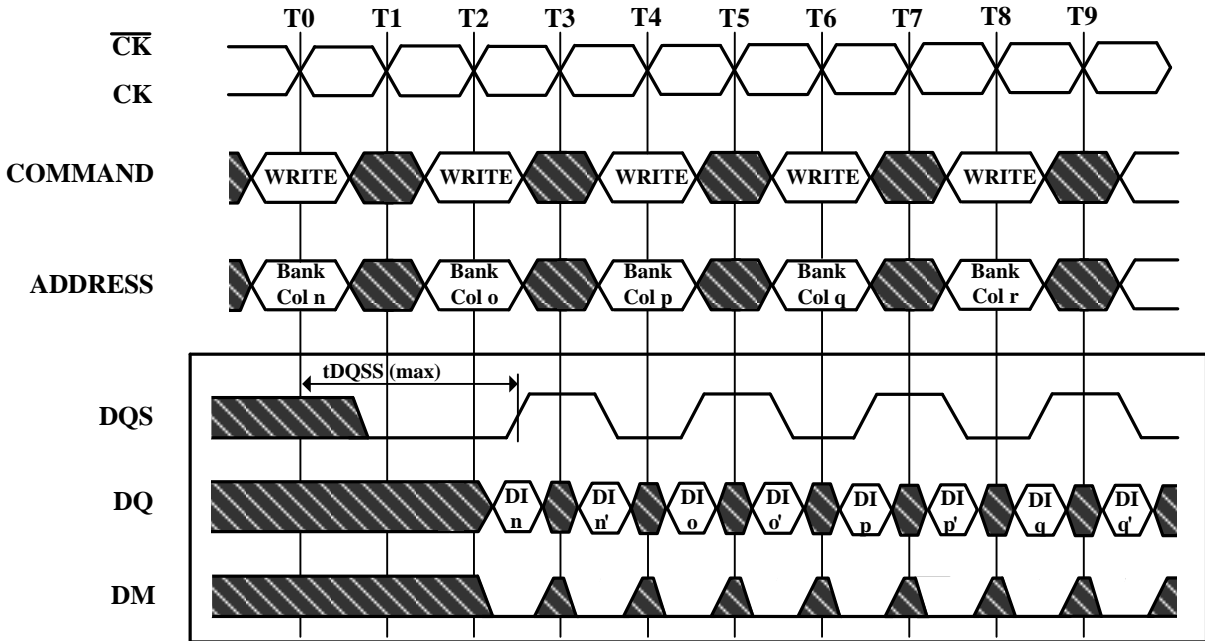 T0 T1 T2 T3 T4 T5 T6 T7 T8 T9
CK
CK
COMMAND WRITE WRITE WRITE WRITE WRITE
ADDRESS Bank Bank Bank Bank Bank
Col n Col o Col p Col q Col r
tDQSS (max)
DQS
DQ DI DI DI DI DI DI DI DI
n n' o o' p p' q q'
DM